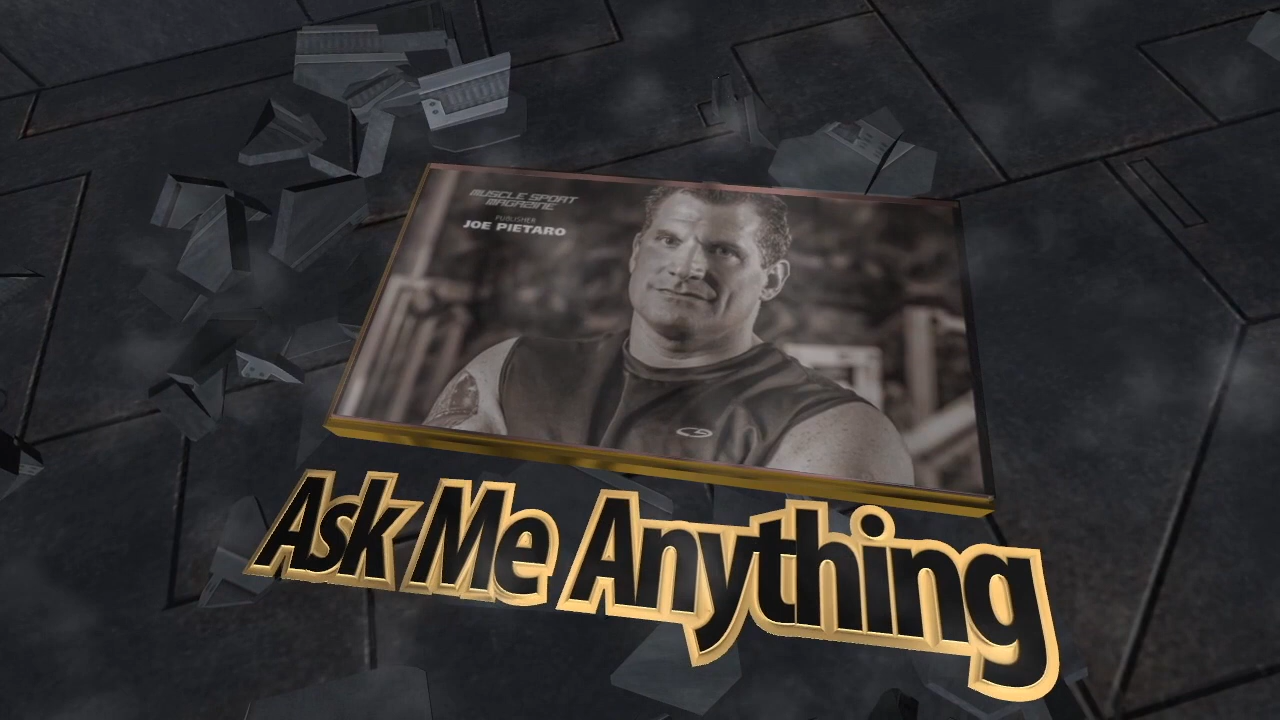 MUSCLE SPORT
MAGAZINE
PUBLISHER
JOE PIETARO
Ask Me Anything